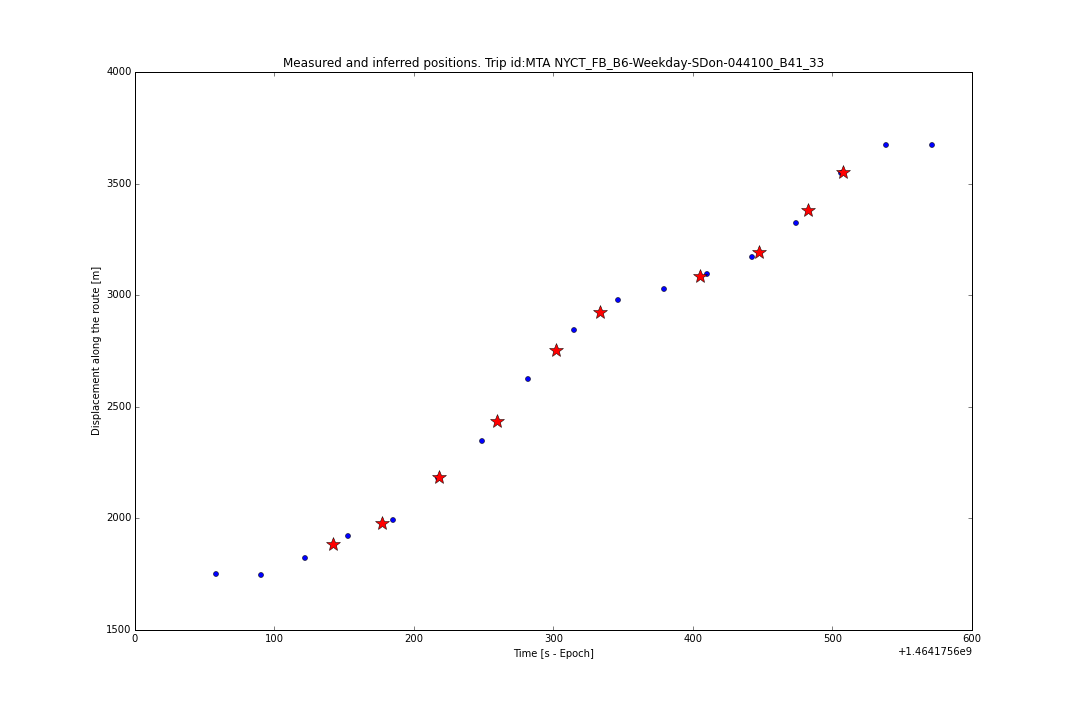 Measured and inferred positions. Trip id:MTA NYCT_FB_B6-Weekday-SDon-044100_B41_33
4000
3500
3000
2500
2000
1500
Displacement along the route [m]
0 100 200 300 400 500 600
Time [s - Epoch]
+1.4641756e9